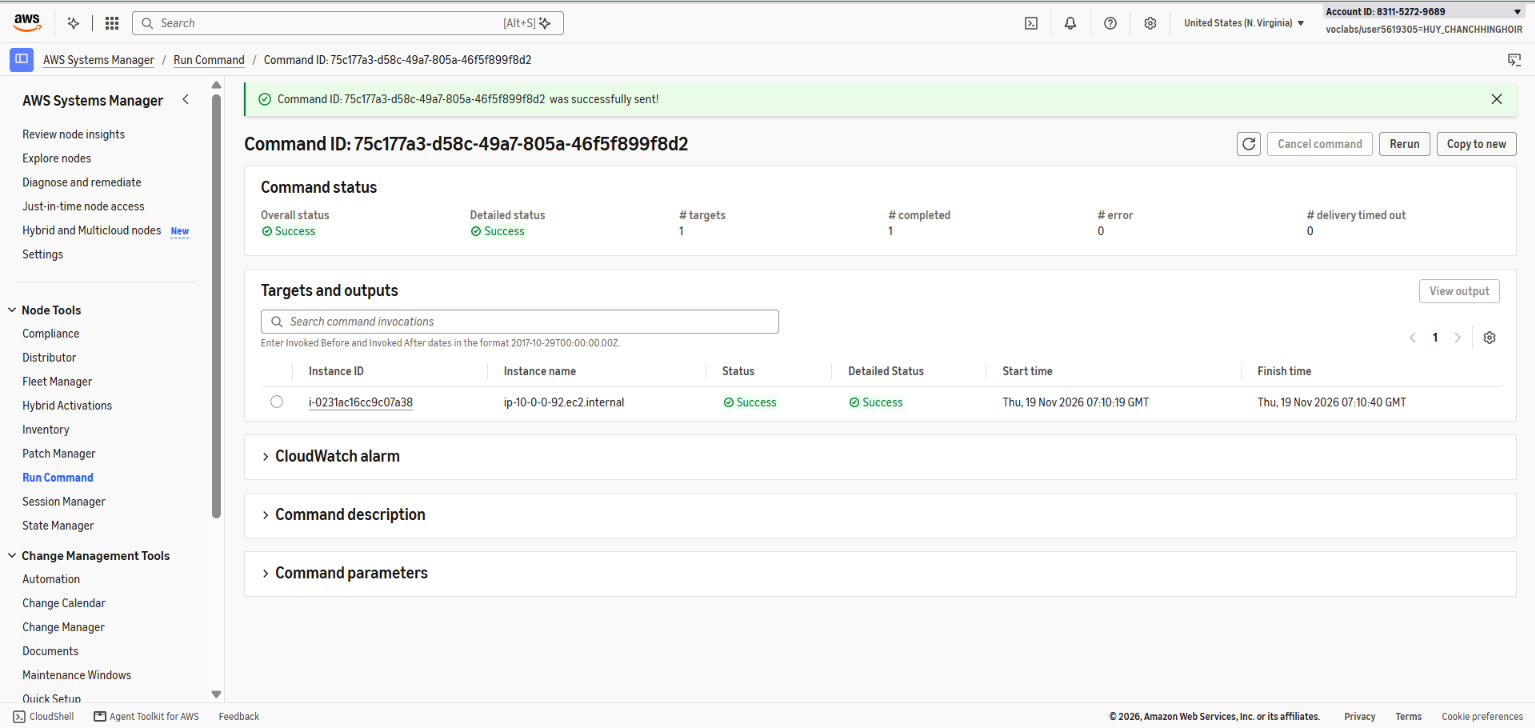 aws
Search [Alt+S]
United States (N. Virginia)
Account ID: 8311-5272-9689
voclabs/user5619305=HUY_CHANCHHINGHOIR
AWS Systems Manager / Run Command / Command ID: 75c177a3-d58c-49a7-805a-46f5f899f8d2
AWS Systems Manager
Review node insights
Explore nodes
Diagnose and remediate
Just-in-time node access
Hybrid and Multicloud nodes New
Settings
Node Tools
Compliance
Distributor
Fleet Manager
Hybrid Activations
Inventory
Patch Manager
Run Command
Session Manager
State Manager
Change Management Tools
Automation
Change Calendar
Change Manager
Documents
Maintenance Windows
Quick Setup
Command ID: 75c177a3-d58c-49a7-805a-46f5f899f8d2 was successfully sent!
Command ID: 75c177a3-d58c-49a7-805a-46f5f899f8d2
Cancel command Rerun Copy to new
Command status
Overall status Detailed status # targets # completed # error # delivery timed out
Success Success 1 1 0 0
Targets and outputs
View output
Search command invocations
Enter Invoked Before and Invoked After dates in the format 2017-10-29T00:00:00.00Z.
1
Instance ID Instance name Status Detailed Status Start time Finish time
i-0231ac16cc9c07a38 ip-10-0-0-92.ec2.internal Success Success Thu, 19 Nov 2026 07:10:19 GMT Thu, 19 Nov 2026 07:10:40 GMT
CloudWatch alarm
Command description
Command parameters
CloudShell Agent Toolkit for AWS Feedback © 2026, Amazon Web Services, Inc. or its affiliates. Privacy Terms Cookie preferences